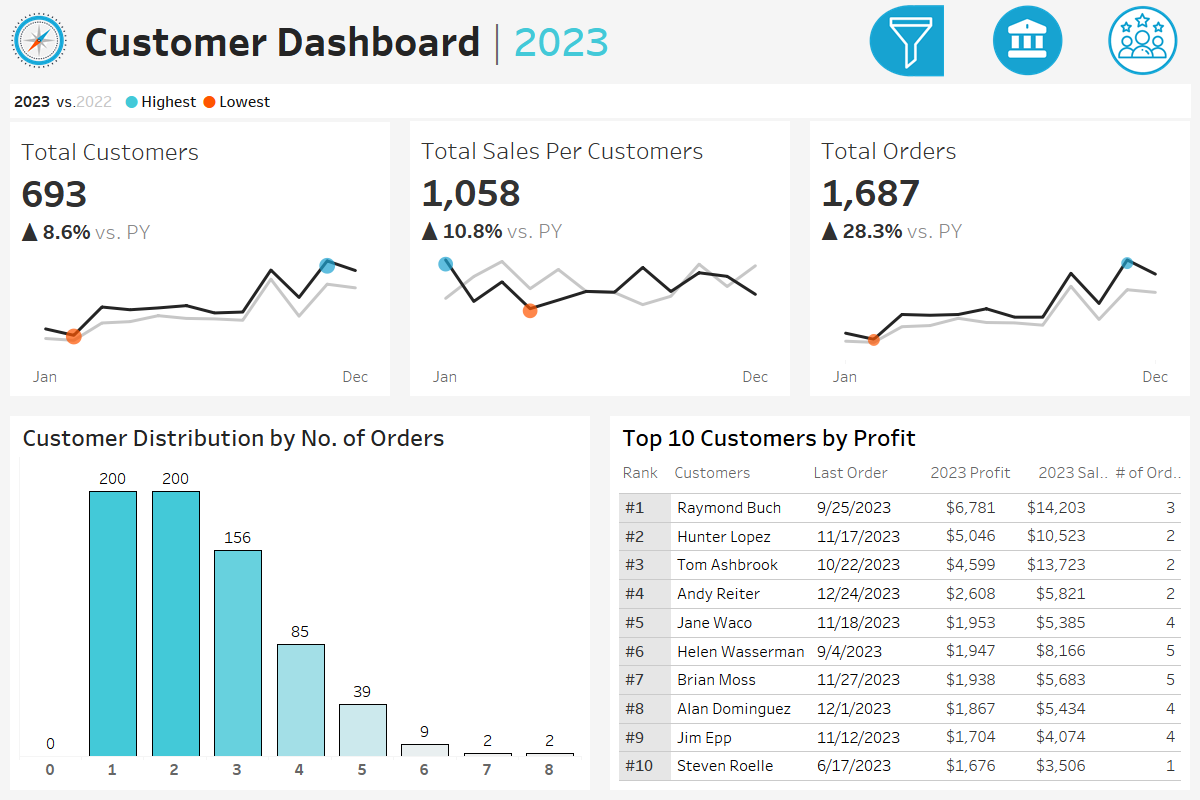 Customer Dashboard | 2023
2023 vs.2022 Highest Lowest
Total Customers
693
▲ 8.6% vs. PY
Jan Dec
Total Sales Per Customers
1,058
▲ 10.8% vs. PY
Jan Dec
Total Orders
1,687
▲ 28.3% vs. PY
Jan Dec
Customer Distribution by No. of Orders
0 200 200 156 85 39 9 2 2
0 1 2 3 4 5 6 7 8
Top 10 Customers by Profit
Rank Customers Last Order 2023 Profit 2023 Sal.. # of Ord..
#1 Raymond Buch 9/25/2023 $6,781 $14,203 3
#2 Hunter Lopez 11/17/2023 $5,046 $10,523 2
#3 Tom Ashbrook 10/22/2023 $4,599 $13,723 2
#4 Andy Reiter 12/24/2023 $2,608 $5,821 2
#5 Jane Waco 11/18/2023 $1,953 $5,385 4
#6 Helen Wasserman 9/4/2023 $1,947 $8,166 5
#7 Brian Moss 11/27/2023 $1,938 $5,683 5
#8 Alan Dominguez 12/1/2023 $1,867 $5,434 4
#9 Jim Epp 11/12/2023 $1,704 $4,074 4
#10 Steven Roelle 6/17/2023 $1,676 $3,506 1